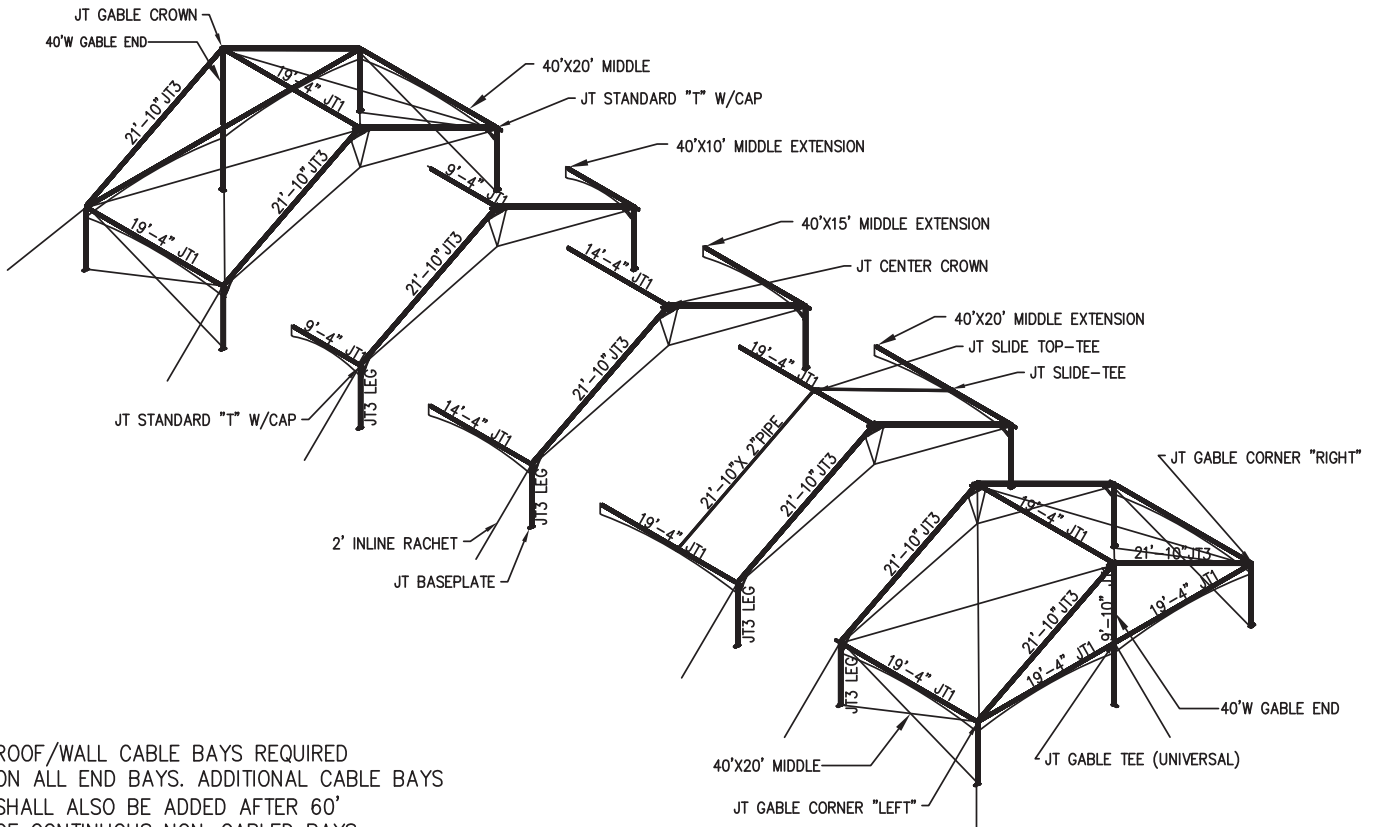 JT GABLE CROWN
40'W GABLE END
21'-10" JT3
19'-4" JT1
40'X20' MIDDLE
JT STANDARD "T" W/CAP
21'-10" JT3
19'-4" JT1
9'-4" JT1
40'X10' MIDDLE EXTENSION
21'-10" JT3
9'-4" JT1
JT3 LEG
JT STANDARD "T" W/CAP
14'-4" JT1
40'X15' MIDDLE EXTENSION
JT CENTER CROWN
21'-10" JT3
14'-4" JT1
JT3 LEG
2' INLINE RACHET
JT BASEPLATE
19'-4" JT1
40'X20' MIDDLE EXTENSION
JT SLIDE TOP-TEE
JT SLIDE-TEE
21'-10"X 2"PIPE
21'-10" JT3
19'-4" JT1
JT3 LEG
JT GABLE CORNER "RIGHT"
19'-4" JT1
21'-10" JT3
21'-10" JT3
21'-10" JT3
9'-10"
19'-4" JT1
19'-4" JT1
19'-4" JT1
JT3 LEG
40'W GABLE END
JT GABLE TEE (UNIVERSAL)
40'X20' MIDDLE
JT GABLE CORNER "LEFT"
ROOF/WALL CABLE BAYS REQUIRED
ON ALL END BAYS. ADDITIONAL CABLE BAYS
SHALL ALSO BE ADDED AFTER 60'
OF CONTINUOUS NON-CABLED BAYS